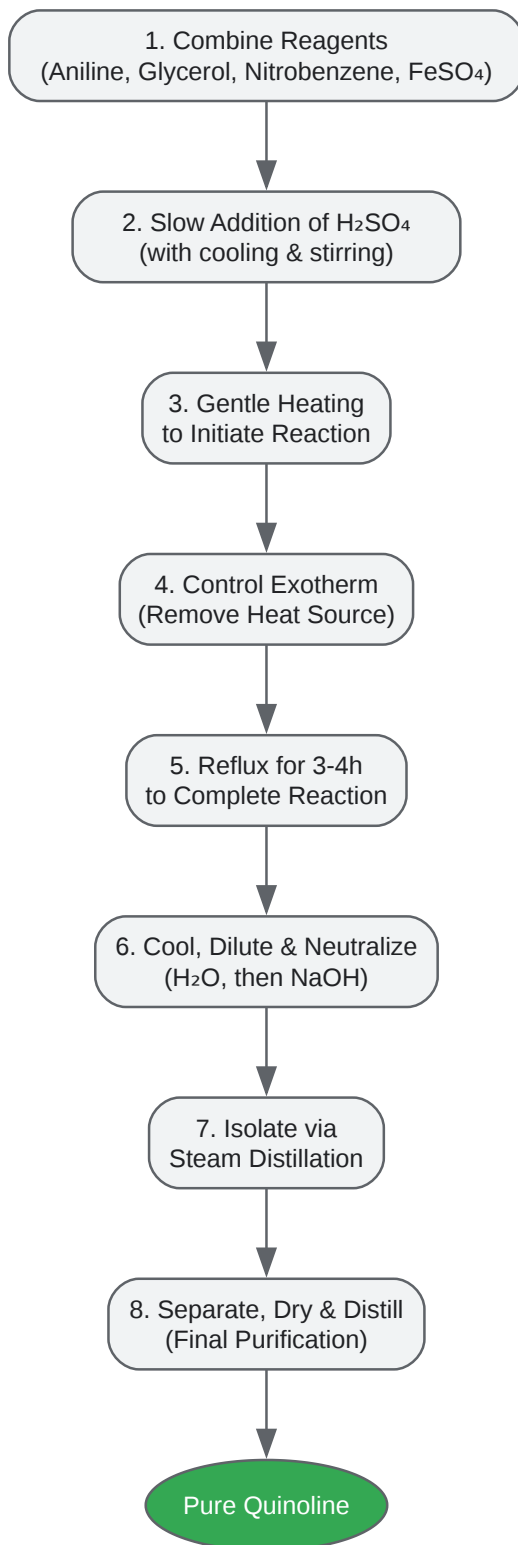 1. Combine Reagents
(Aniline, Glycerol, Nitrobenzene, FeSO₄)
2. Slow Addition of H₂SO₄
(with cooling & stirring)
3. Gentle Heating
to Initiate Reaction
4. Control Exotherm
(Remove Heat Source)
5. Reflux for 3-4h
to Complete Reaction
6. Cool, Dilute & Neutralize
(H₂O, then NaOH)
7. Isolate via
Steam Distillation
8. Separate, Dry & Distill
(Final Purification)
Pure Quinoline